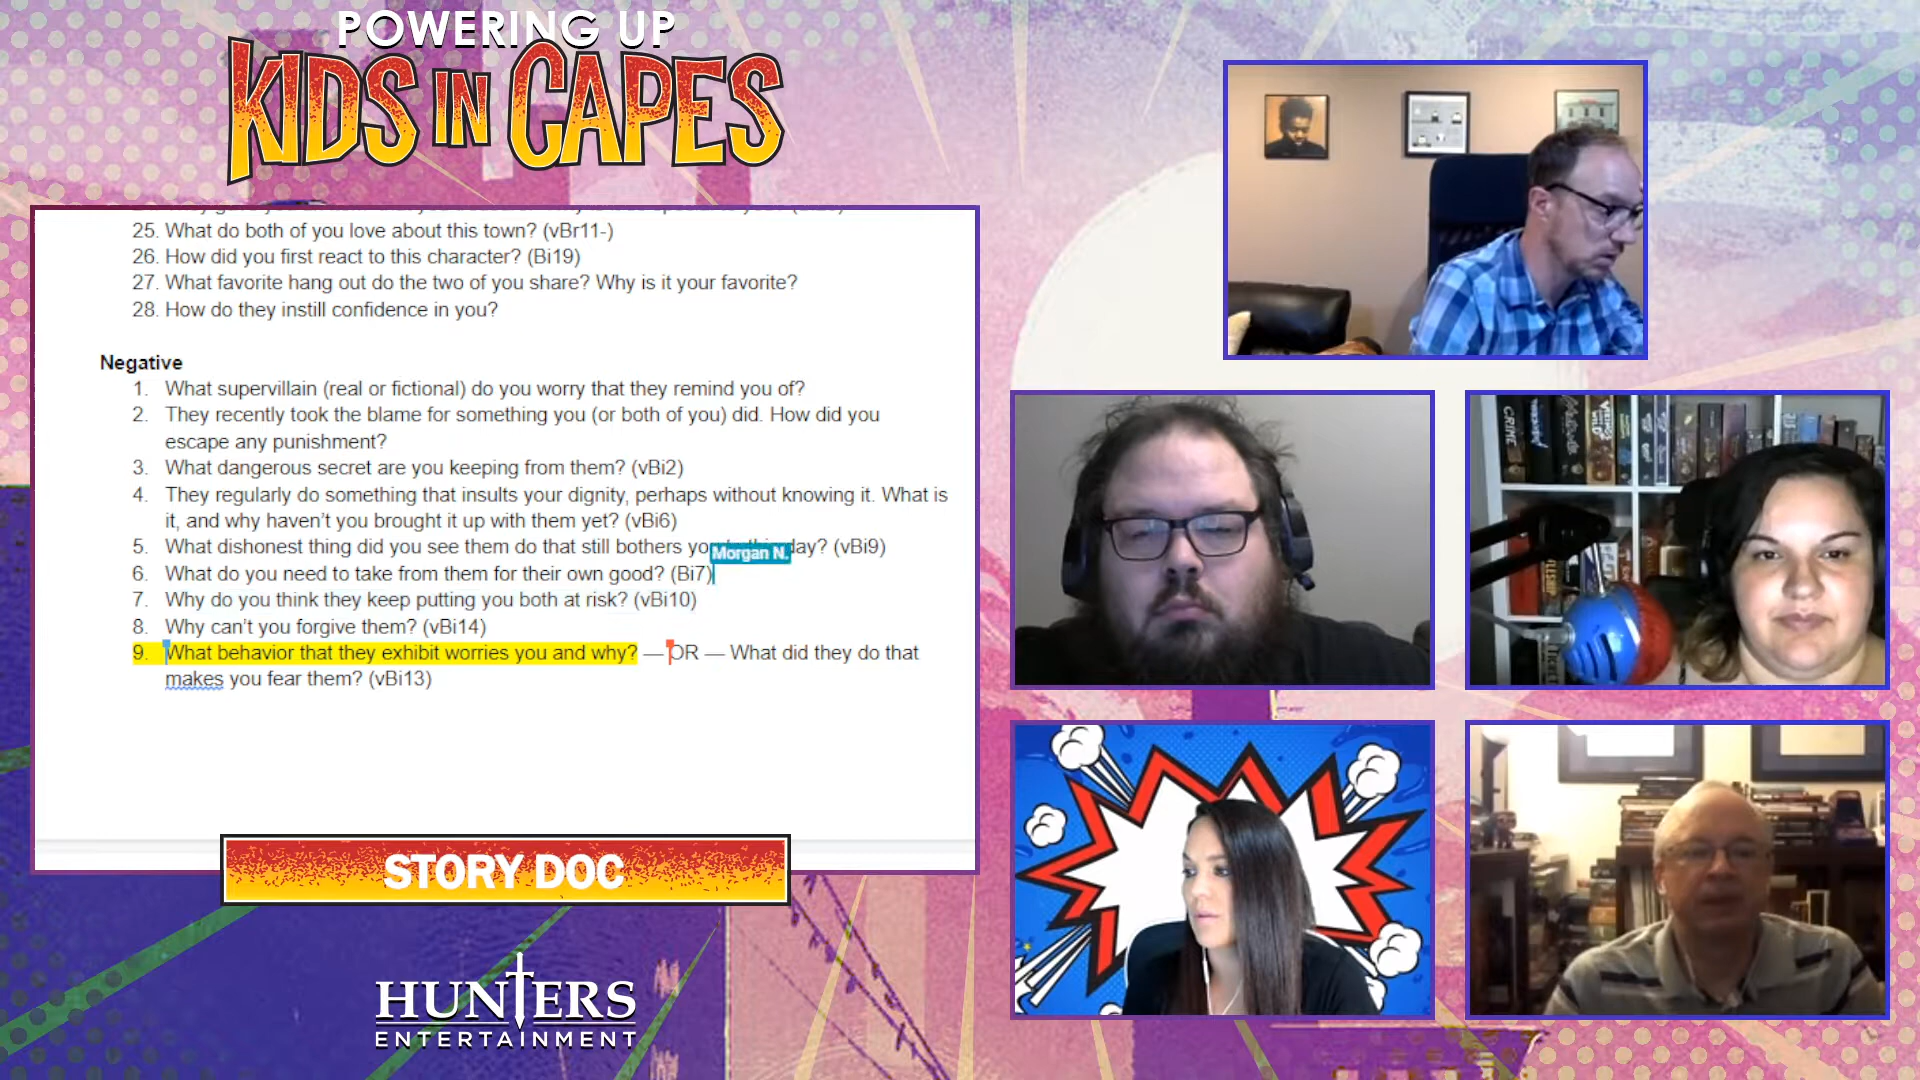 POWERING UP
KIDS IN CAPES
25. What do both of you love about this town? (vBr11-)
26. How did you first react to this character? (Bi19)
27. What favorite hang out do the two of you share? Why is it your favorite?
28. How do they instill confidence in you?
Negative
1. What supervillain (real or fictional) do you worry that they remind you of?
2. They recently took the blame for something you (or both of you) did. How did you
escape any punishment?
3. What dangerous secret are you keeping from them? (vBi2)
4. They regularly do something that insults your dignity, perhaps without knowing it. What is
it, and why haven't you brought it up with them yet? (vBi6)
5. What dishonest thing did you see them do that still bothers day? (vBi9)
Morgan N.
6. What do you need to take from them for their own good? (Bi7)
7. Why do you think they keep putting you both at risk? (vBi10)
8. Why can't you forgive them? (vBi14)
9. What behavior that they exhibit worries you and why? — OR — What did they do that
makes you fear them? (vBi13)
STORY DOC
HUNTERS
ENTERTAINMENT
CRIME